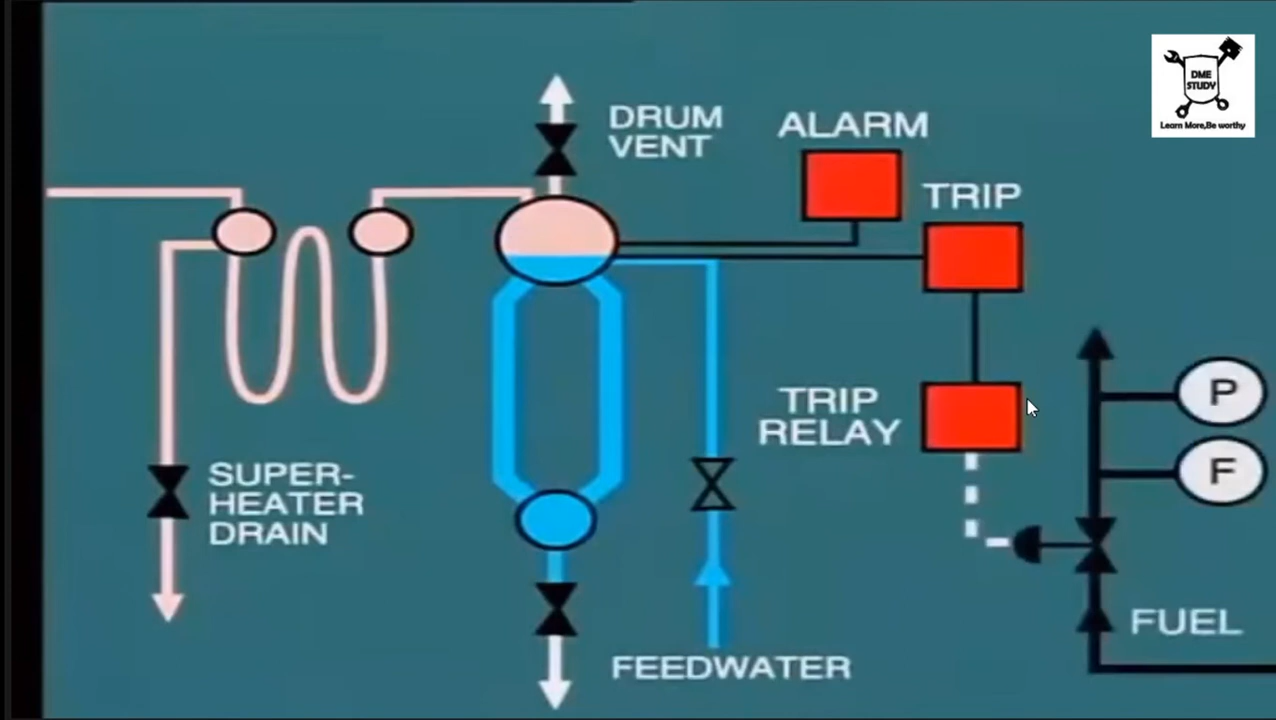 DME
STUDY
Learn More,Be worthy
DRUM
VENT
ALARM
TRIP
TRIP
RELAY
P
F
SUPER-
HEATER
DRAIN
FUEL
FEEDWATER